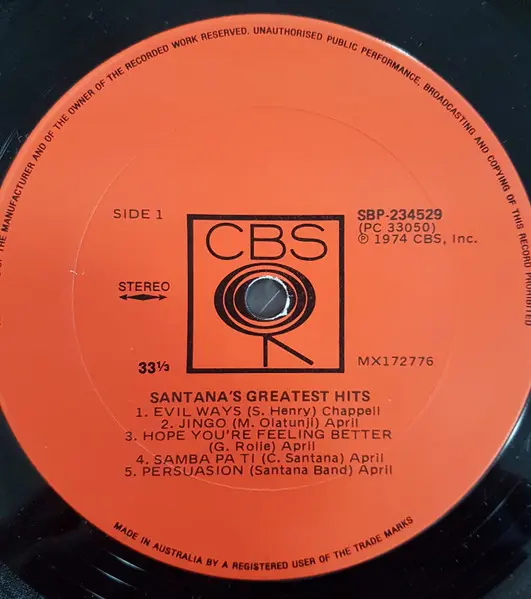 THE MANUFACTURER AND OF THE OWNER OF THE RECORDED WORK RESERVED. UNAUTHORISED PUBLIC PERFORMANCE, BROADCASTING AND COPYING OF THIS RECORD PROHIBITED
SIDE 1
SBP-234529
(PC 33050)
℗ 1974 CBS, Inc.
CBS
STEREO
33⅓
MX172776
SANTANA'S GREATEST HITS
1. EVIL WAYS (S. Henry) Chappell
2. JINGO (M. Olatunji) April
3. HOPE YOU'RE FEELING BETTER
(G. Rolie) April
4. SAMBA PA TI (C. Santana) April
5. PERSUASION (Santana Band) April
MADE IN AUSTRALIA BY A REGISTERED USER OF THE TRADE MARKS